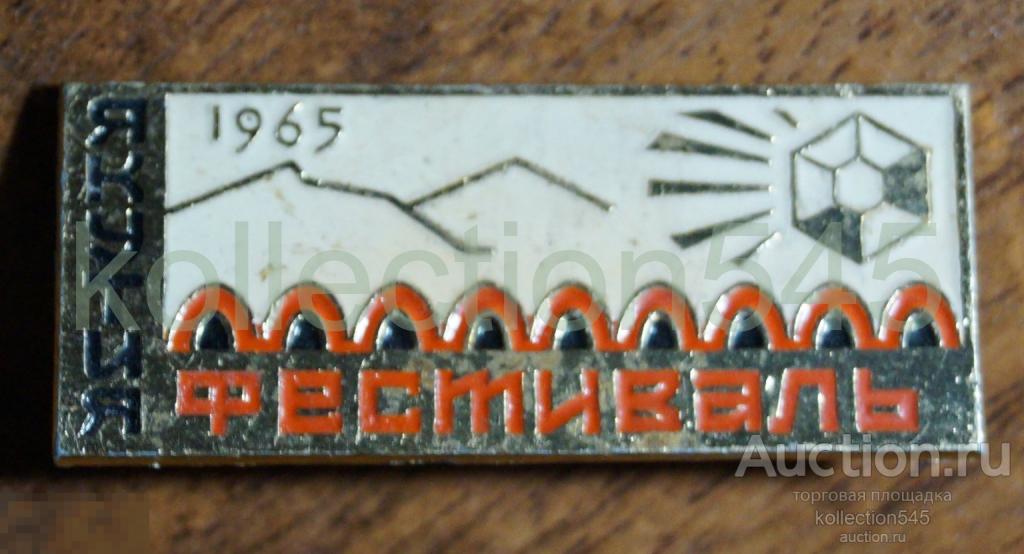 ЯКУТИЯ
1965
ФЕСТИВАЛЬ
kollection545
Auction.ru
торговая площадка
kollection545
auction.ru